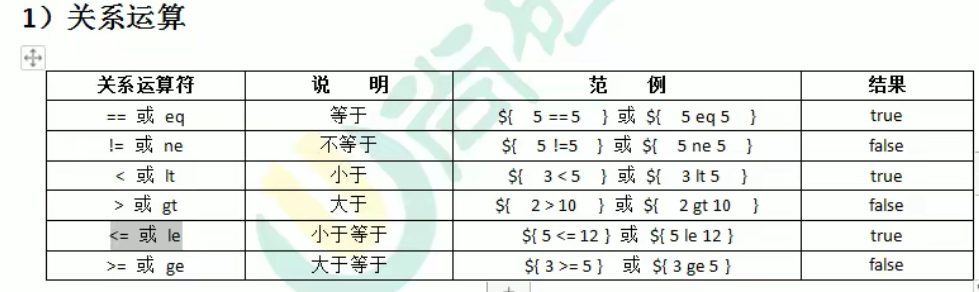 1）关系运算
关系运算符 说 明 范 例 结果
== 或 eq 等于 ${ 5 ==5 } 或 ${ 5 eq 5 } true
!= 或 ne 不等于 ${ 5 !=5 } 或 ${ 5 ne 5 } false
< 或 lt 小于 ${ 3 < 5 } 或 ${ 3 lt 5 } true
> 或 gt 大于 ${ 2 > 10 } 或 ${ 2 gt 10 } false
<= 或 le 小于等于 ${ 5 <= 12 } 或 ${ 5 le 12 } true
>= 或 ge 大于等于 ${ 3 >= 5 } 或 ${ 3 ge 5 } false